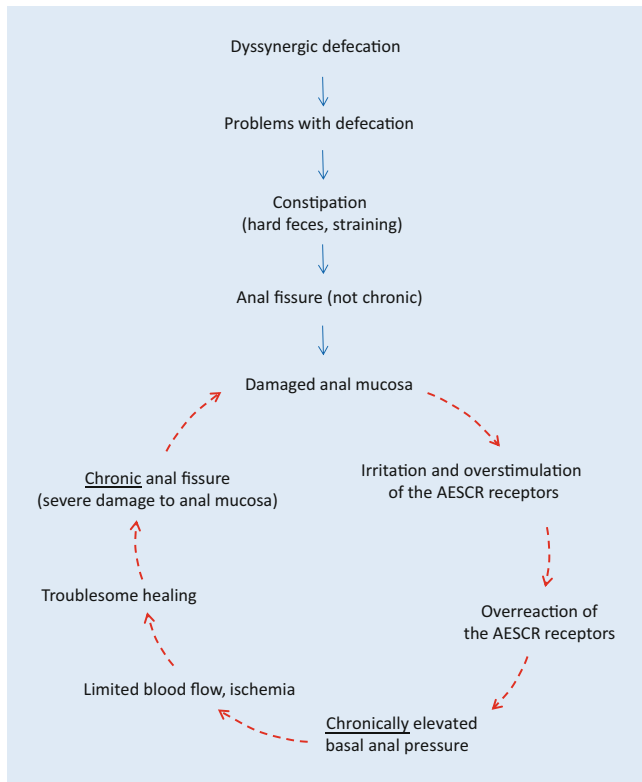 Dyssynergic defecation
Problems with defecation
Constipation
(hard feces, straining)
Anal fissure (not chronic)
Damaged anal mucosa
Irritation and overstimulation
of the AESCR receptors
Overreaction of
the AESCR receptors
Chronically elevated
basal anal pressure
Limited blood flow, ischemia
Troublesome healing
Chronic anal fissure
(severe damage to anal mucosa)